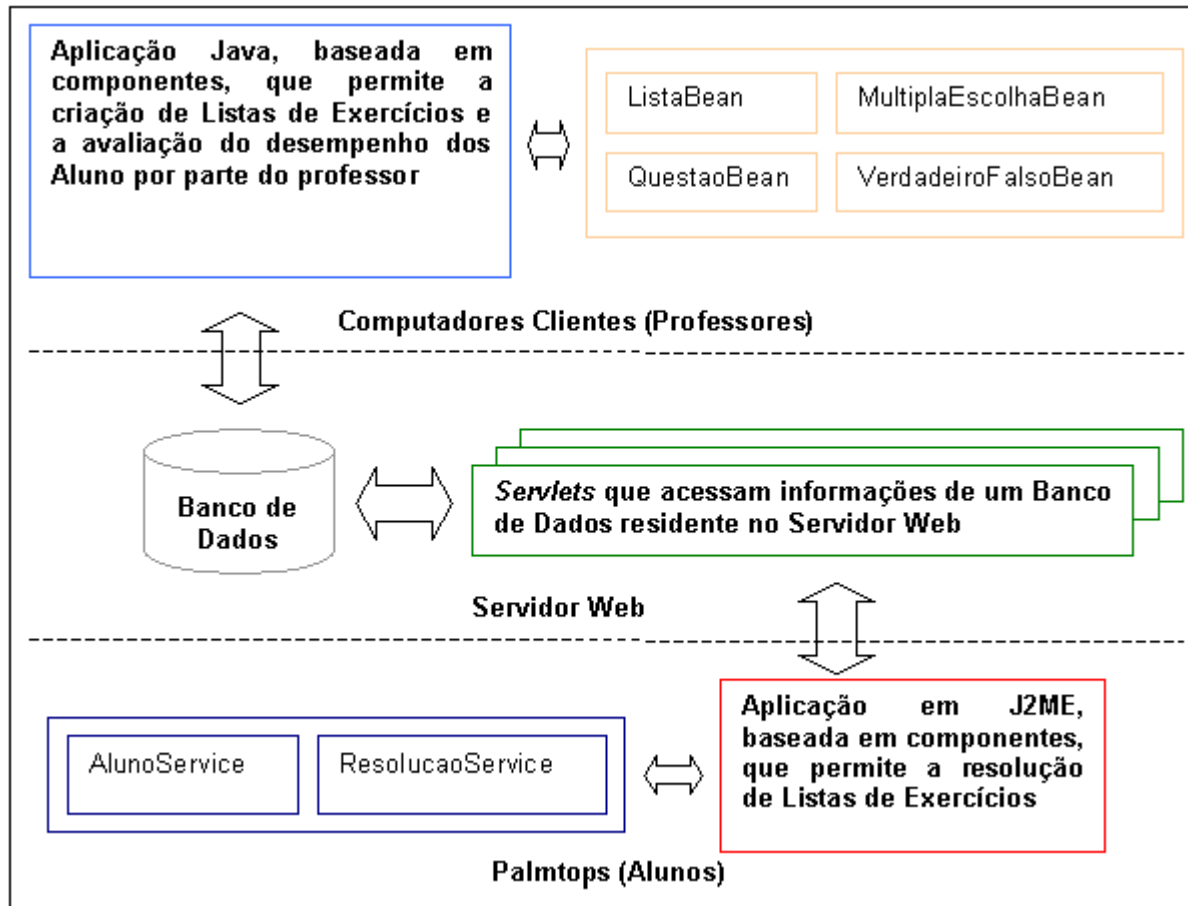 Aplicação Java, baseada em
componentes, que permite a
criação de Listas de Exercícios e
a avaliação do desempenho dos
Aluno por parte do professor
ListaBean
MultiplaEscolhaBean
QuestaoBean
VerdadeiroFalsoBean
Computadores Clientes (Professores)
Banco de
Dados
Servlets que acessam informações de um Banco
de Dados residente no Servidor Web
Servidor Web
AlunoService
ResolucaoService
Aplicação em J2ME,
baseada em componentes,
que permite a resolução
de Listas de Exercícios
Palmtops (Alunos)